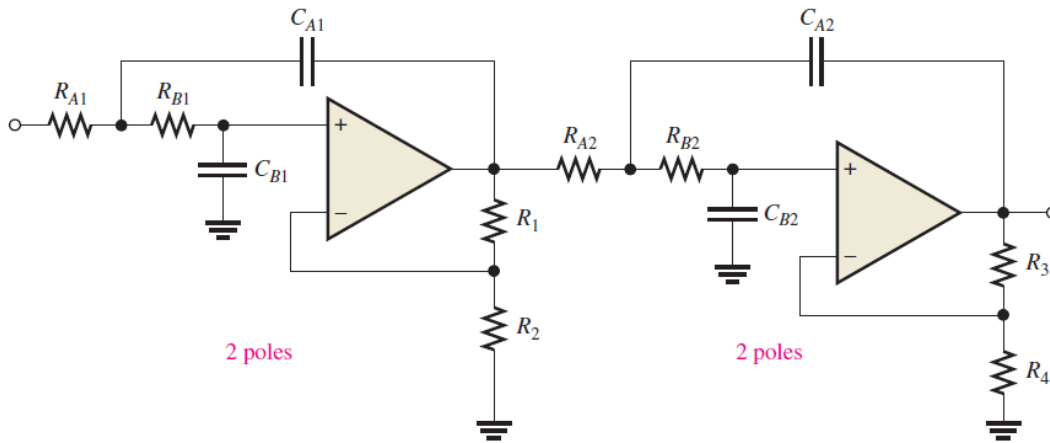 C_A1
C_A2
R_A1
R_B1
+
C_B1
−
R_1
R_2
2 poles
R_A2
R_B2
+
C_B2
−
R_3
R_4
2 poles